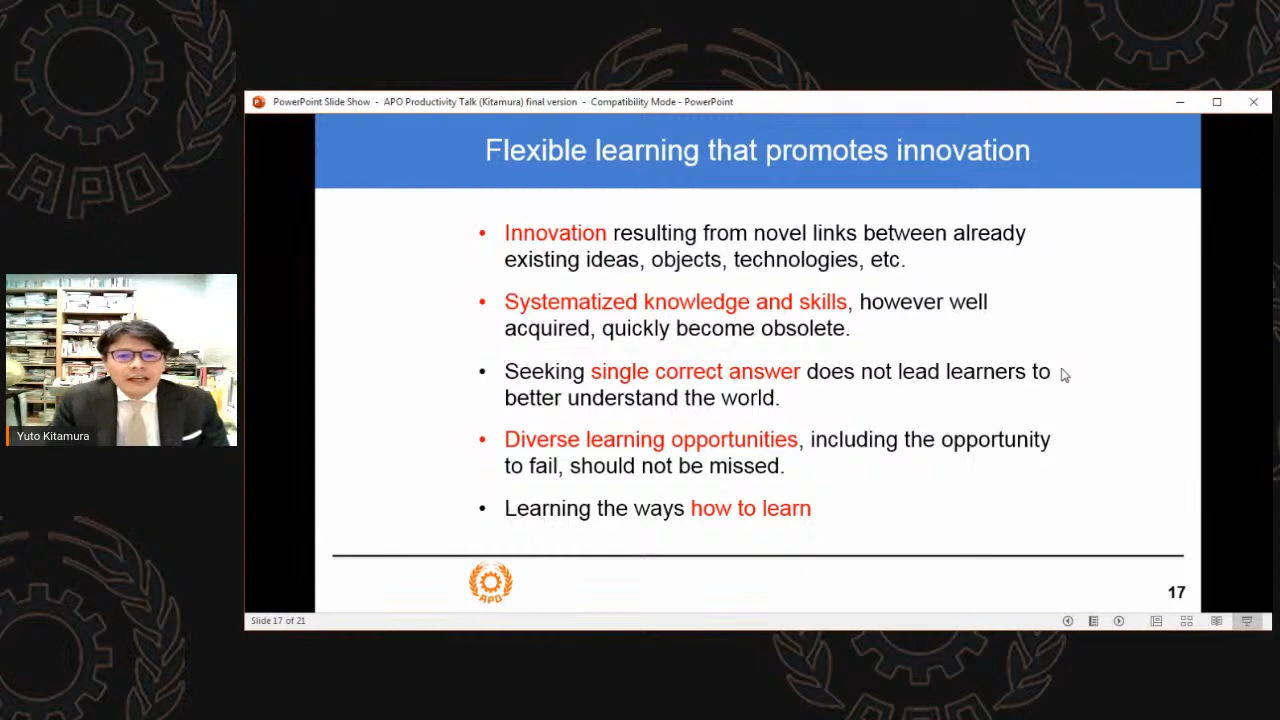 APO
PowerPoint Slide Show - APO Productivity Talk (Kitamura) final version - Compatibility Mode - PowerPoint
Flexible learning that promotes innovation
• Innovation resulting from novel links between already
existing ideas, objects, technologies, etc.
• Systematized knowledge and skills, however well
acquired, quickly become obsolete.
• Seeking single correct answer does not lead learners to
better understand the world.
• Diverse learning opportunities, including the opportunity
to fail, should not be missed.
• Learning the ways how to learn
Yuto Kitamura
APO
17
Slide 17 of 21